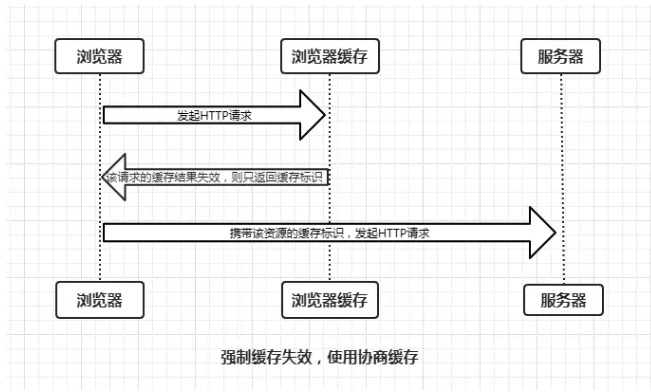 浏览器 浏览器缓存 服务器
发起HTTP请求
该请求的缓存结果失效，则只返回缓存标识
携带该资源的缓存标识，发起HTTP请求
浏览器 浏览器缓存 服务器
强制缓存失效，使用协商缓存